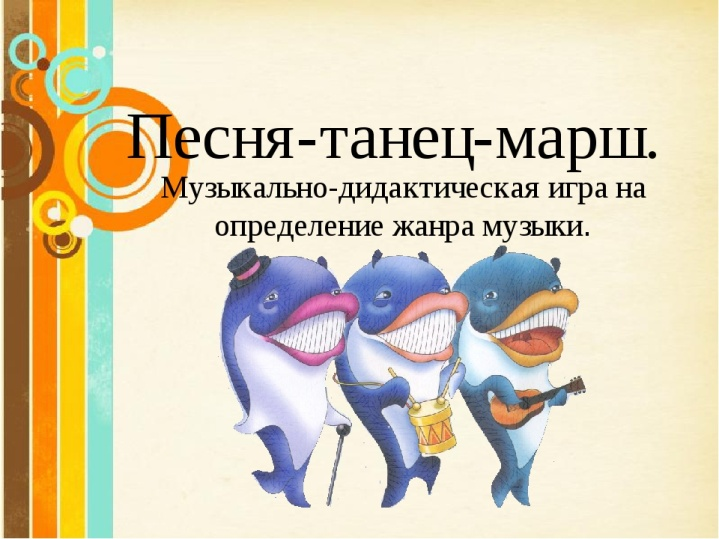 Песня-танец-марш.
Музыкально-дидактическая игра на
определение жанра музыки.